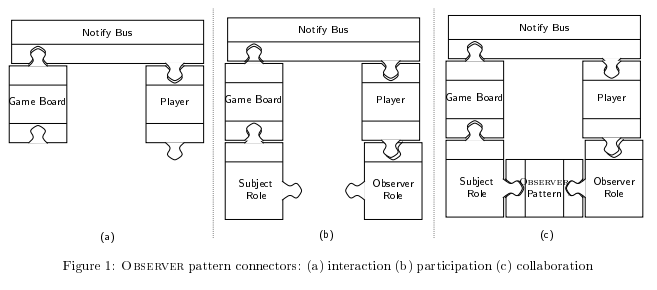 Notify Bus
Game Board
Player
(a)
Notify Bus
Game Board
Player
Subject
Role
Observer
Role
(b)
Notify Bus
Game Board
Player
Subject
Role
OBSERVER
Pattern
Observer
Role
(c)
Figure 1: OBSERVER pattern connectors: (a) interaction (b) participation (c) collaboration